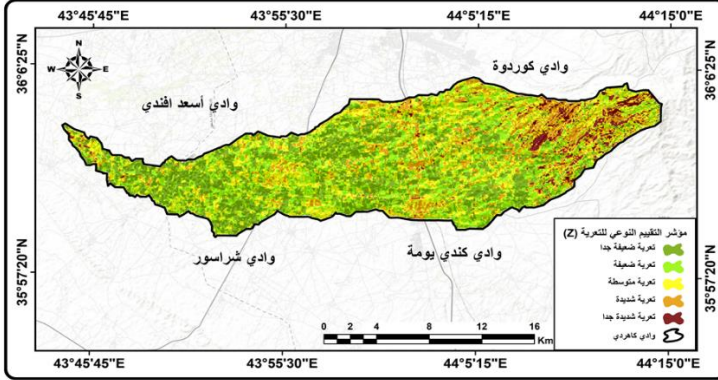 43°45'45"E 43°55'30"E 44°5'15"E 44°15'0"E
36°6'25"N
36°6'25"N
N
W E
S
وادي كوردوة
وادي أسعد افندي
وادي شراسور
وادي كندي يومة
35°57'20"N
35°57'20"N
مؤشر التقييم النوعي للتعرية (Z)
تعرية ضعيفة جدا
تعرية ضعيفة
تعرية متوسطة
تعرية شديدة
تعرية شديدة جدا
وادي كاهردي
0 2 4 8 12 16
Km
43°45'45"E 43°55'30"E 44°5'15"E 44°15'0"E